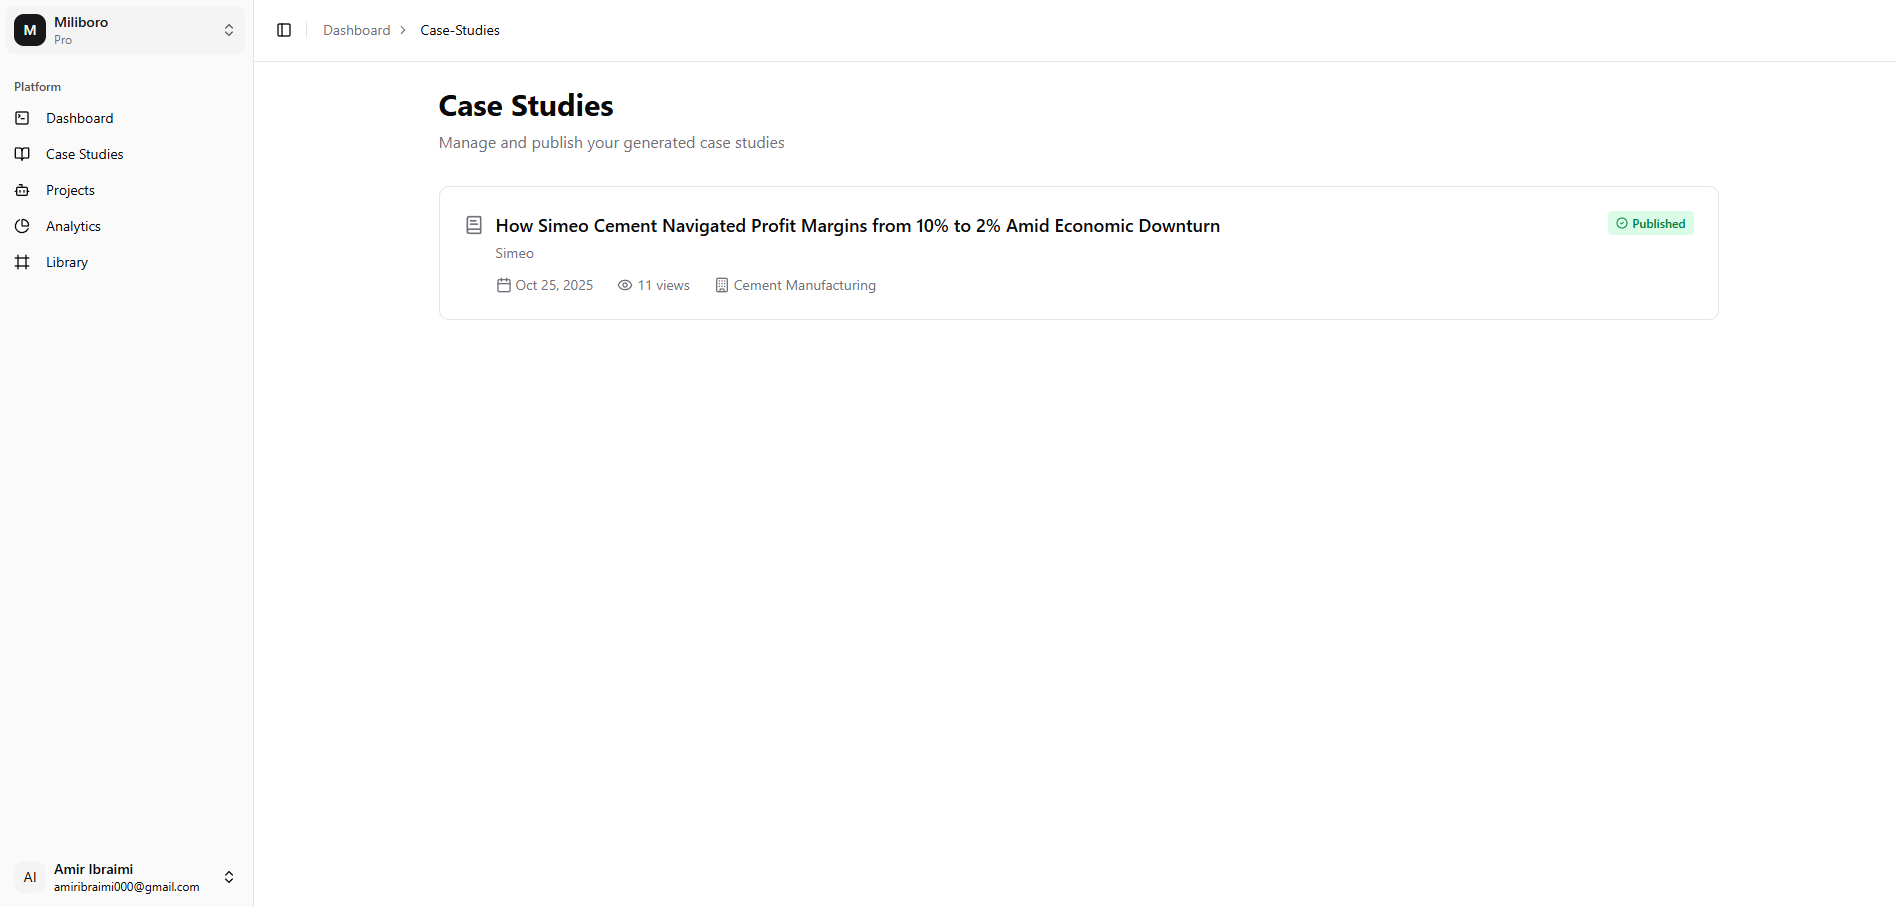 M
Miliboro
Pro
Platform
Dashboard
Case Studies
Projects
Analytics
Library
AI
Amir Ibraimi
amiribraimi000@gmail.com
Dashboard > Case-Studies
Case Studies
Manage and publish your generated case studies
How Simeo Cement Navigated Profit Margins from 10% to 2% Amid Economic Downturn
Published
Simeo
Oct 25, 2025 11 views Cement Manufacturing